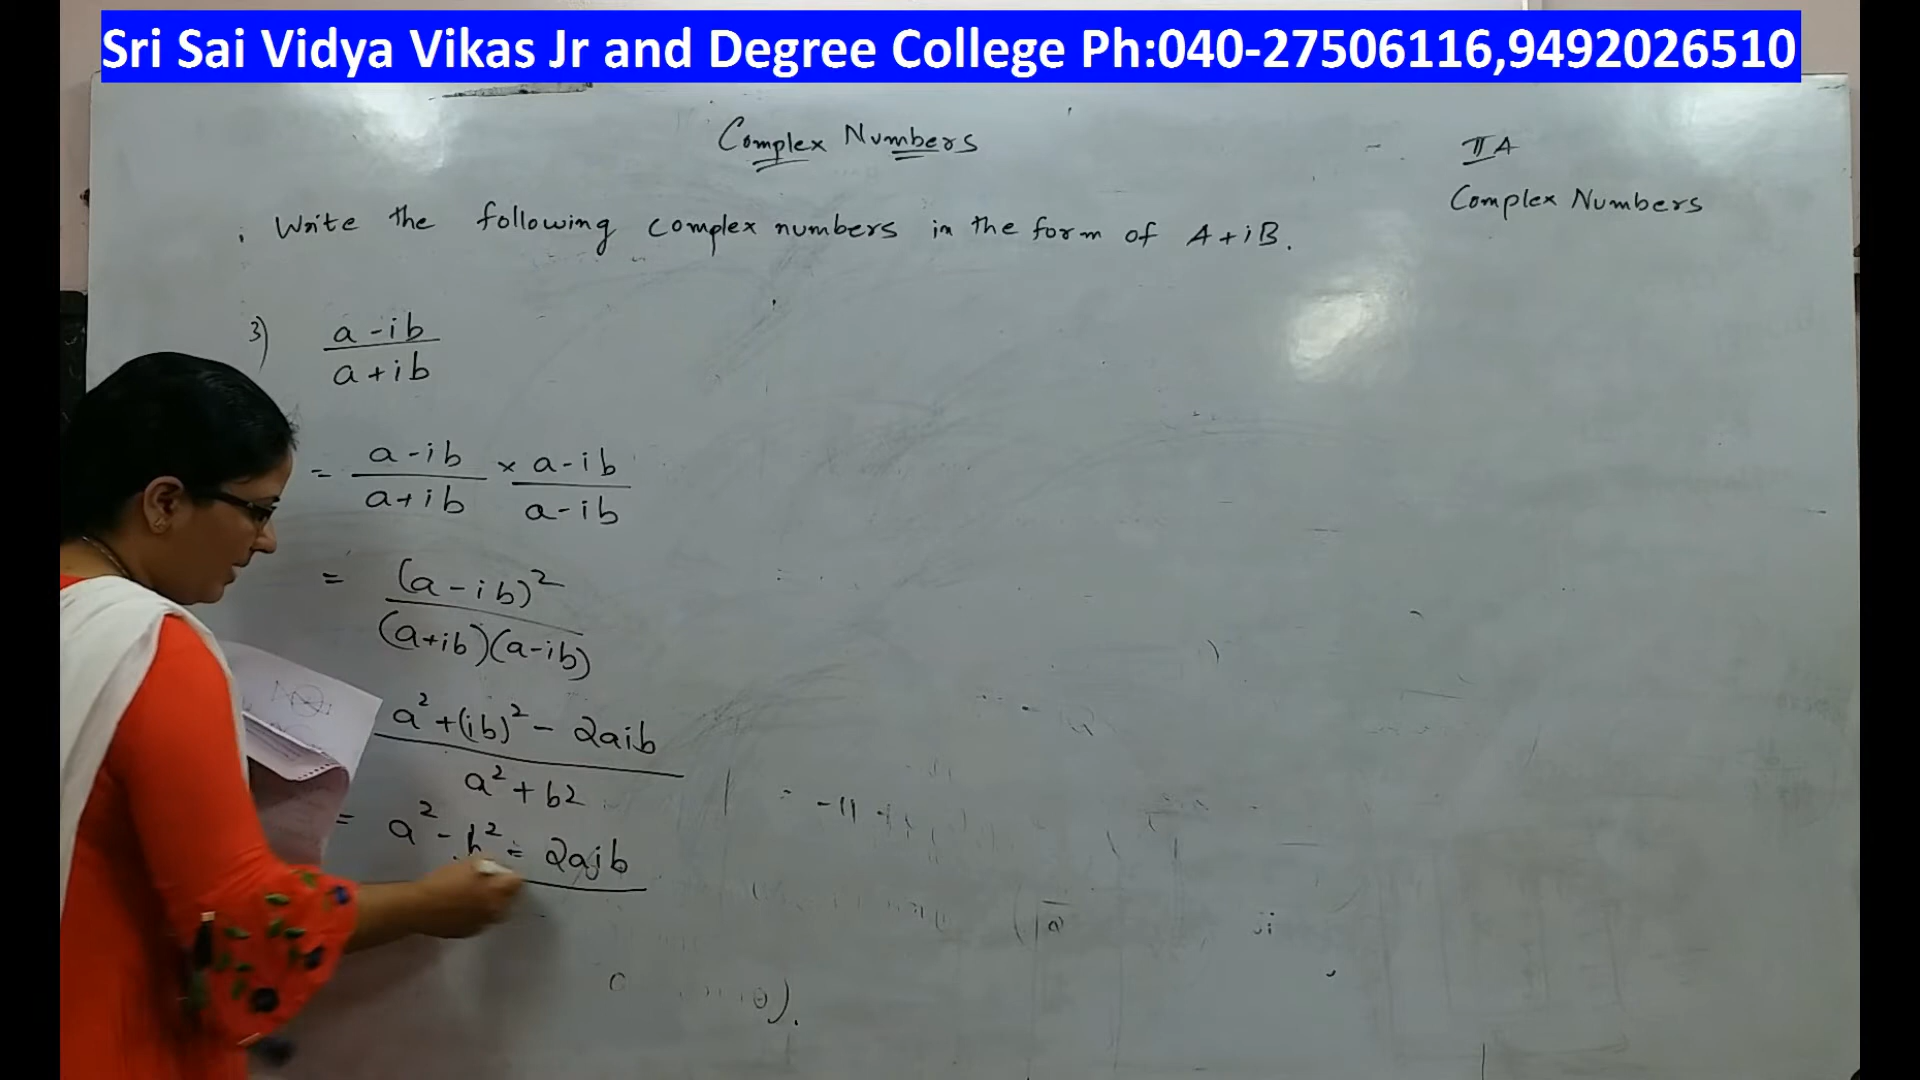 Sri Sai Vidya Vikas Jr and Degree College Ph:040-27506116,9492026510
Complex Numbers
II A
Complex Numbers
Write the following complex numbers in the form of A+iB.
3) a-ib
a+ib
= a-ib × a-ib
a+ib a-ib
= (a-ib)²
(a+ib)(a-ib)
a²+(ib)²-2aib
a²+b2
= a²-b²-2aib